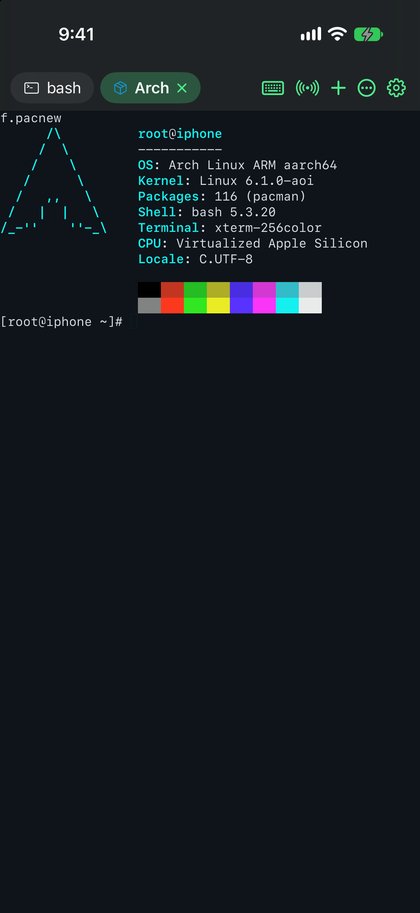 9:41
bash
Arch
f.pacnew
/\
/  \
/    \
/      \
/   ,,   \
/   |  |   \
/_-''    ''-_\
root@iphone
-----------
OS: Arch Linux ARM aarch64
Kernel: Linux 6.1.0-aoi
Packages: 116 (pacman)
Shell: bash 5.3.20
Terminal: xterm-256color
CPU: Virtualized Apple Silicon
Locale: C.UTF-8
[root@iphone ~]#